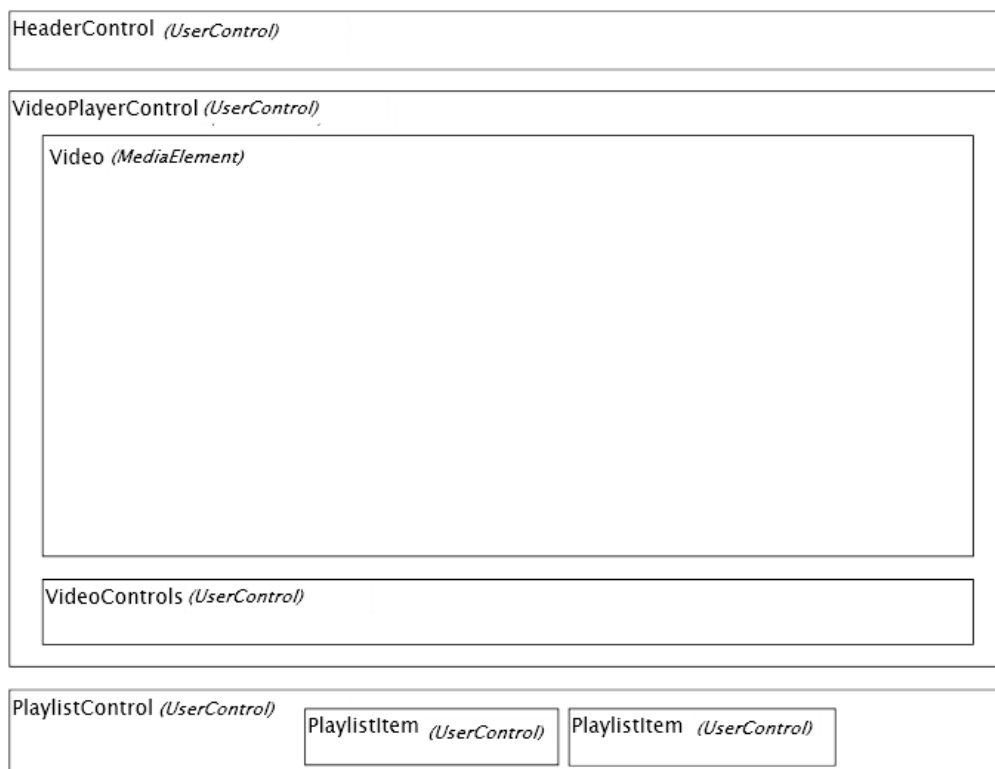 HeaderControl (UserControl)
VideoPlayerControl (UserControl)
Video (MediaElement)
VideoControls (UserControl)
PlaylistControl (UserControl)
PlaylistItem (UserControl) PlaylistItem (UserControl)